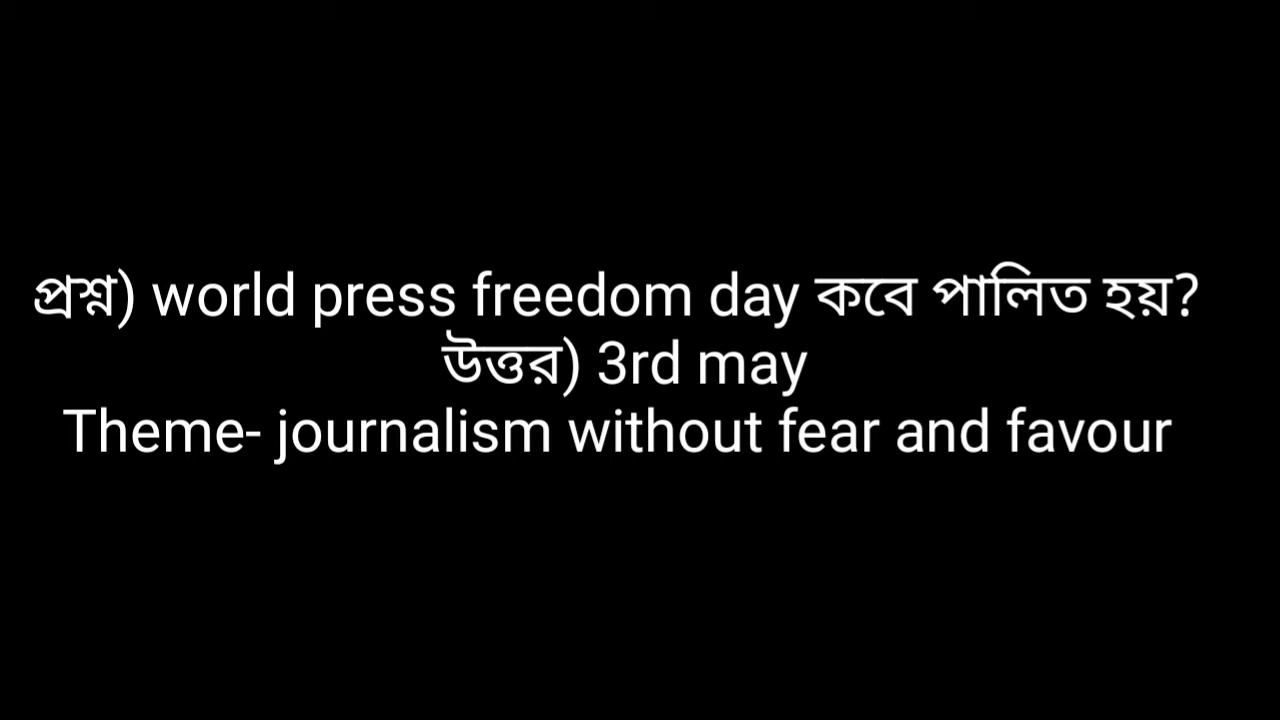 প্রশ্ন) world press freedom day কবে পালিত হয়?
উত্তর) 3rd may
Theme- journalism without fear and favour